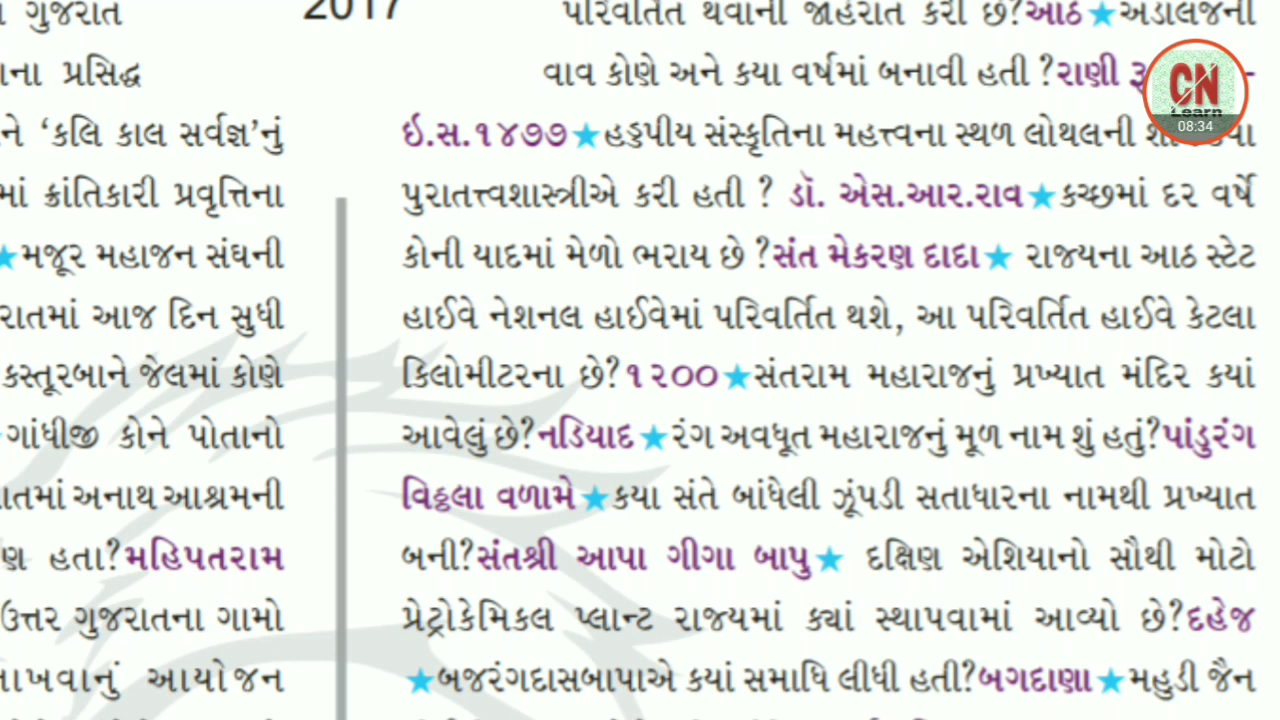 ગુજરાત
ના પ્રસિદ્ધ
ને ‘કલિ કાલ સર્વજ્ઞ’નું
માં ક્રાંતિકારી પ્રવૃત્તિના
★મજૂર મહાજન સંઘની
રાતમાં આજ દિન સુધી
કસ્તૂરબાને જેલમાં કોણે
ગાંધીજી કોને પોતાનો
અનાથ આશ્રમની
હતા?મહિપતરામ
ઉત્તર ગુજરાતના ગામો
આયોજન
2017
પરિવર્તિત થવાની જાહેરાત કરી છે?આઠ★અડાલજની
વાવ કોણે અને કયા વર્ષમાં બનાવી હતી ?રાણી
ઇ.સ.૧૪૭૭★હડપ્પીય સંસ્કૃતિના મહત્ત્વના સ્થળ લોથલની
પુરાતત્ત્વશાસ્ત્રીએ કરી હતી ? ડૉ. એસ.આર.રાવ★કચ્છમાં દર વર્ષે
કોની યાદમાં મેળો ભરાય છે ?સંત મેકરણ દાદા★ રાજ્યના આઠ સ્ટેટ
હાઈવે નેશનલ હાઈવેમાં પરિવર્તિત થશે, આ પરિવર્તિત હાઈવે કેટલા
કિલોમીટરના છે?૧૨૦૦★સંતરામ મહારાજનું પ્રખ્યાત મંદિર કયાં
આવેલું છે?નડિયાદ★રંગ અવધૂત મહારાજનું મૂળ નામ શું હતું?પાંડુરંગ
વિઠ્ઠલા વળામે★કયા સંતે બાંધેલી ઝૂંપડી સતાધારના નામથી પ્રખ્યાત
બની?સંતશ્રી આપા ગીગા બાપુ★ દક્ષિણ એશિયાનો સૌથી મોટો
પ્રેટ્રોકેમિકલ પ્લાન્ટ રાજ્યમાં ક્યાં સ્થાપવામાં આવ્યો છે?દહેજ
★બજરંગદાસબાપાએ કયાં સમાધિ લીધી હતી?બગદાણા★મહુડી જૈન
CN
Learn
08:34